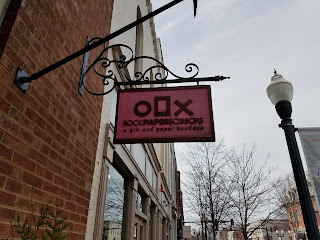 ROCKPAPERSCISSORS
a gift and paper boutique